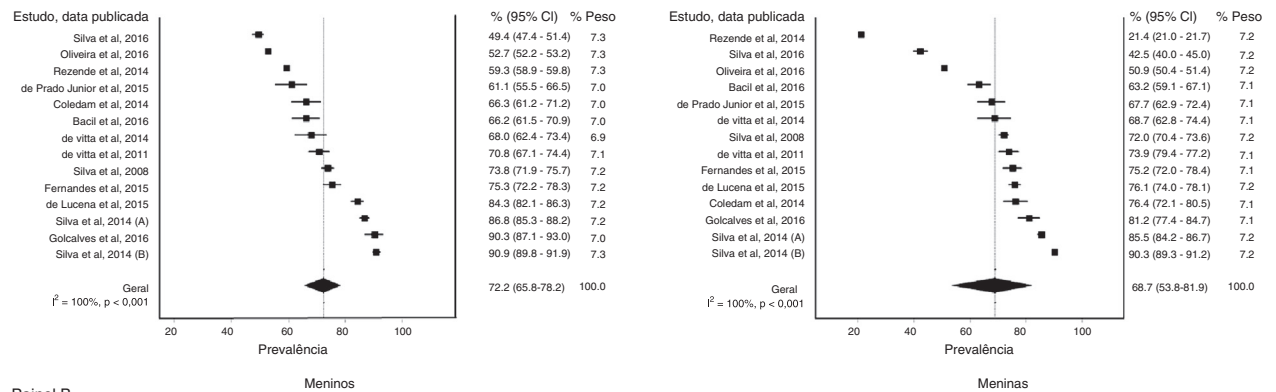 Estudo, data publicada % (95% CI) % Peso
Silva et al, 2016 49.4 (47.4 - 51.4) 7.3
Oliveira et al, 2016 52.7 (52.2 - 53.2) 7.3
Rezende et al, 2014 59.3 (58.9 - 59.8) 7.3
de Prado Junior et al, 2015 61.1 (55.5 - 66.5) 7.0
Coledam et al, 2014 66.3 (61.2 - 71.2) 7.0
Bacil et al, 2016 66.2 (61.5 - 70.9) 7.0
de vitta et al, 2014 68.0 (62.4 - 73.4) 6.9
de vitta et al, 2011 70.8 (67.1 - 74.4) 7.1
Silva et al, 2008 73.8 (71.9 - 75.7) 7.2
Fernandes et al, 2015 75.3 (72.2 - 78.3) 7.2
de Lucena et al, 2015 84.3 (82.1 - 86.3) 7.2
Silva et al, 2014 (A) 86.8 (85.3 - 88.2) 7.2
Golcalves et al, 2016 90.3 (87.1 - 93.0) 7.0
Silva et al, 2014 (B) 90.9 (89.8 - 91.9) 7.3
Geral 72.2 (65.8-78.2) 100.0
I² = 100%, p < 0,001
20 40 60 80 100
Prevalência
Meninos
Estudo, data publicada % (95% CI) % Peso
Rezende et al, 2014 21.4 (21.0 - 21.7) 7.2
Silva et al, 2016 42.5 (40.0 - 45.0) 7.2
Oliveira et al, 2016 50.9 (50.4 - 51.4) 7.2
Bacil et al, 2016 63.2 (59.1 - 67.1) 7.1
de Prado Junior et al, 2015 67.7 (62.9 - 72.4) 7.1
de vitta et al, 2014 68.7 (62.8 - 74.4) 7.1
Silva et al, 2008 72.0 (70.4 - 73.6) 7.2
de vitta et al, 2011 73.9 (79.4 - 77.2) 7.1
Fernandes et al, 2015 75.2 (72.0 - 78.4) 7.1
de Lucena et al, 2015 76.1 (74.0 - 78.1) 7.2
Coledam et al, 2014 76.4 (72.1 - 80.5) 7.1
Golcalves et al, 2016 81.2 (77.4 - 84.7) 7.1
Silva et al, 2014 (A) 85.5 (84.2 - 86.7) 7.2
Silva et al, 2014 (B) 90.3 (89.3 - 91.2) 7.2
Geral 68.7 (53.8-81.9) 100.0
I² = 100%, p < 0,001
20 40 60 80 100
Prevalência
Meninas